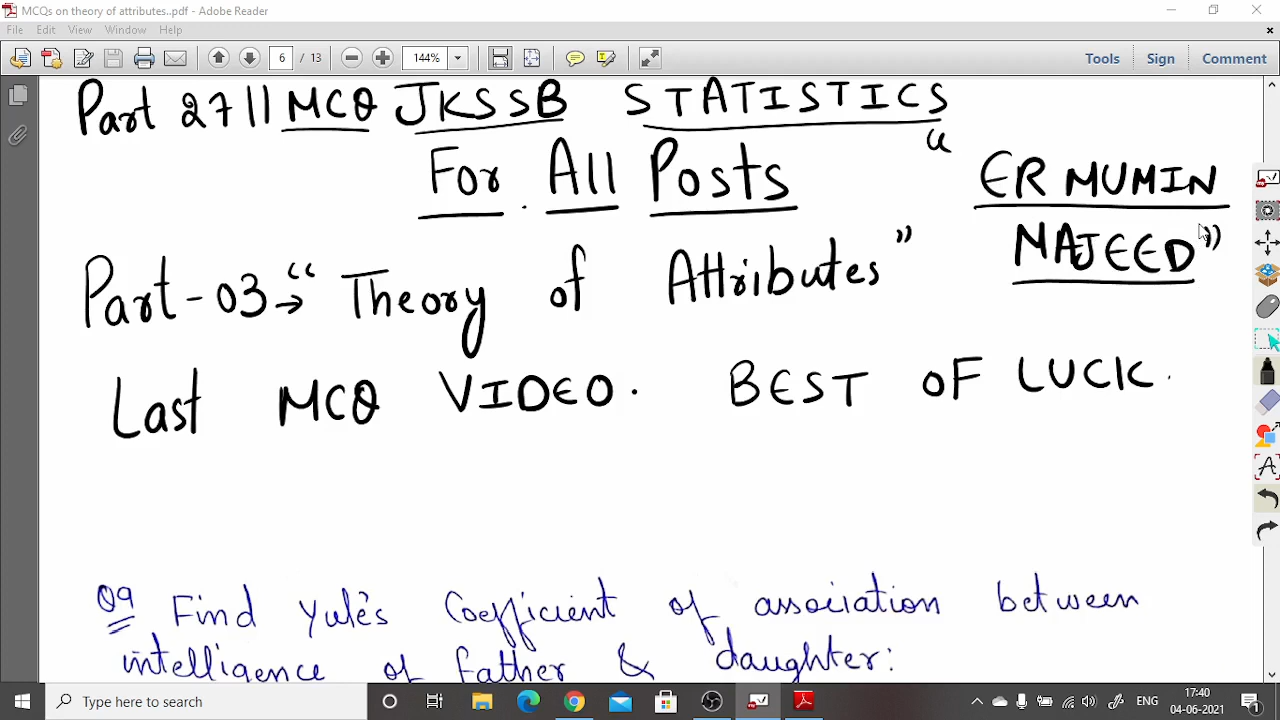 MCQs on theory of attributes..pdf - Adobe Reader
File Edit View Window Help
6 / 13 144% Tools Sign Comment
Part 27 || MCQ JKSSB STATISTICS
For All Posts
"ER MUMIN
MAJEED"
Part-03→ "Theory of Attributes"
Last MCQ VIDEO. BEST OF LUCK.
Q9 Find Yule's Coefficient of association between
intelligence of Father & daughter:
Type here to search
ENG
17:40
04-06-2021